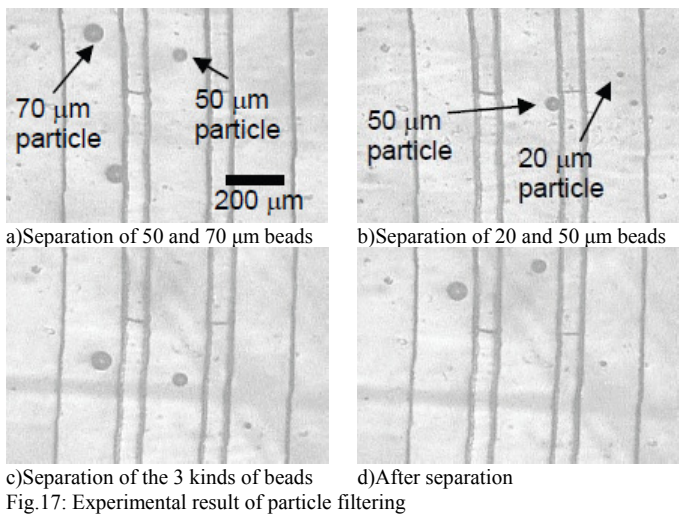 70 μm
particle
50 μm
particle
200 μm
50 μm
particle
20 μm
particle
a)Separation of 50 and 70 μm beads
b)Separation of 20 and 50 μm beads
c)Separation of the 3 kinds of beads
d)After separation
Fig.17: Experimental result of particle filtering